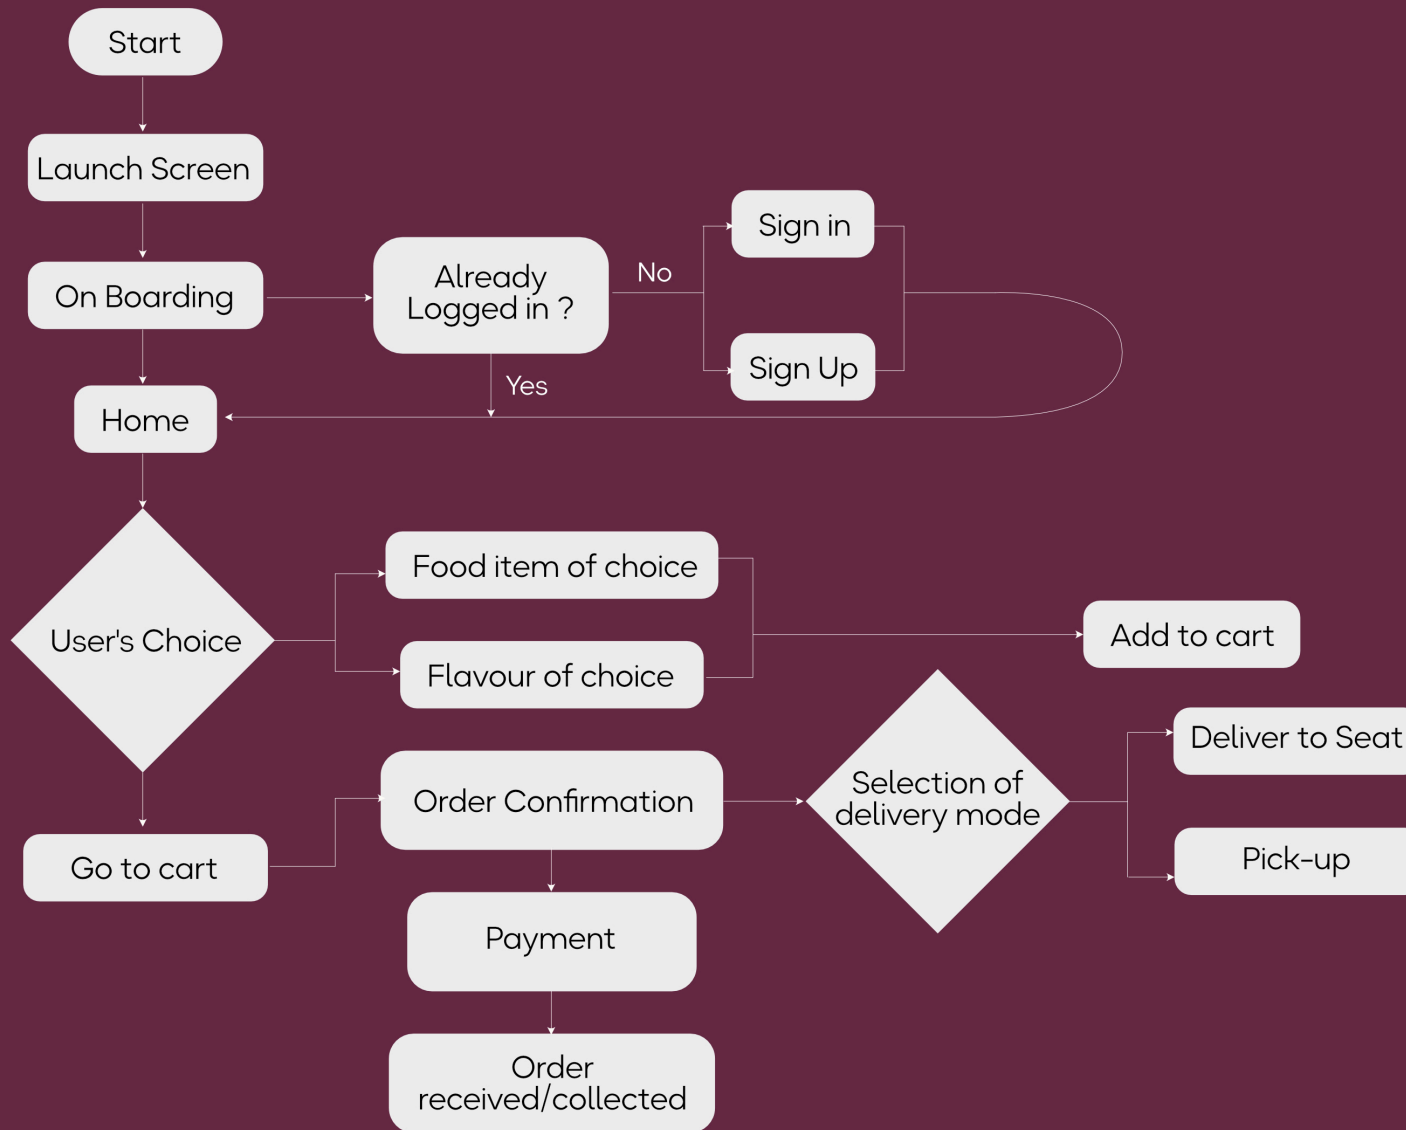 Start
Launch Screen
On Boarding
Already
Logged in ?
No
Sign in
Sign Up
Yes
Home
User's Choice
Food item of choice
Flavour of choice
Add to cart
Go to cart
Order Confirmation
Selection of
delivery mode
Deliver to Seat
Pick-up
Payment
Order
received/collected